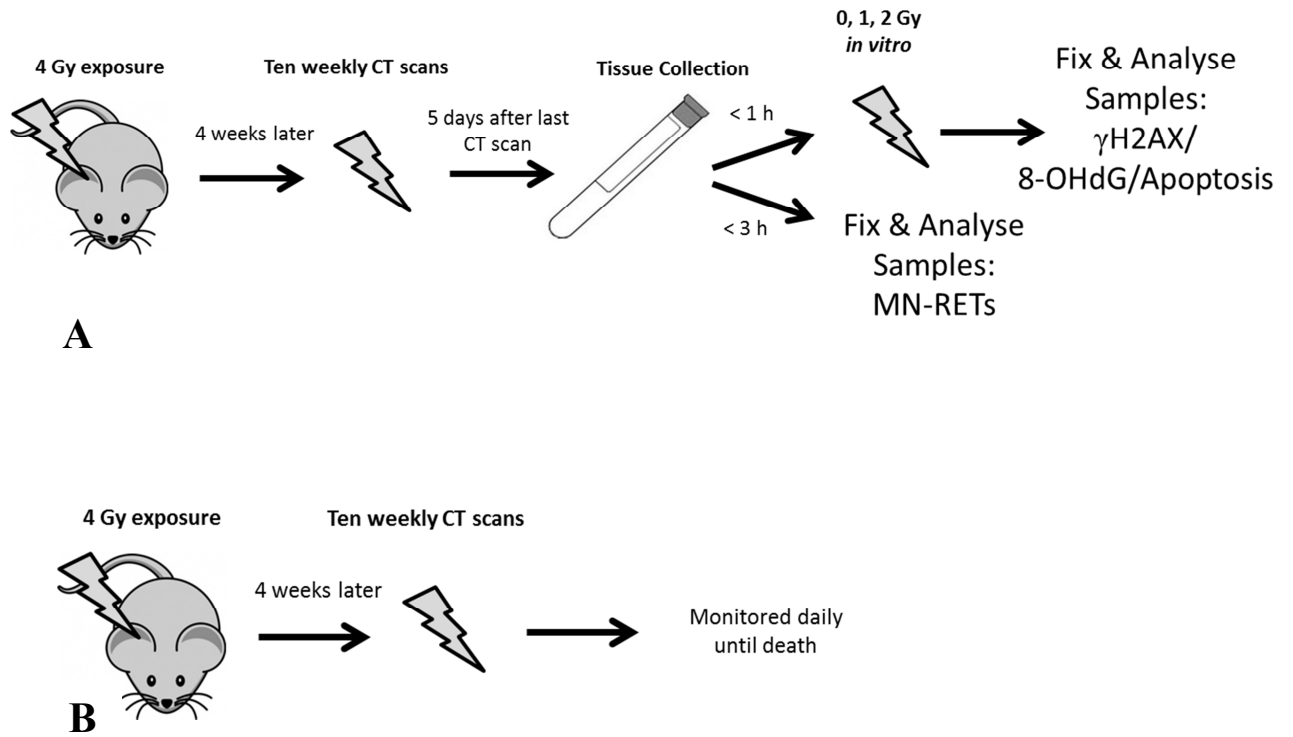 4 Gy exposure
Ten weekly CT scans
Tissue Collection
0, 1, 2 Gy
in vitro
4 weeks later
5 days after last
CT scan
< 1 h
< 3 h
Fix & Analyse
Samples:
γH2AX/
8-OHdG/Apoptosis
Fix & Analyse
Samples:
MN-RETs
A
4 Gy exposure
Ten weekly CT scans
4 weeks later
Monitored daily
until death
B